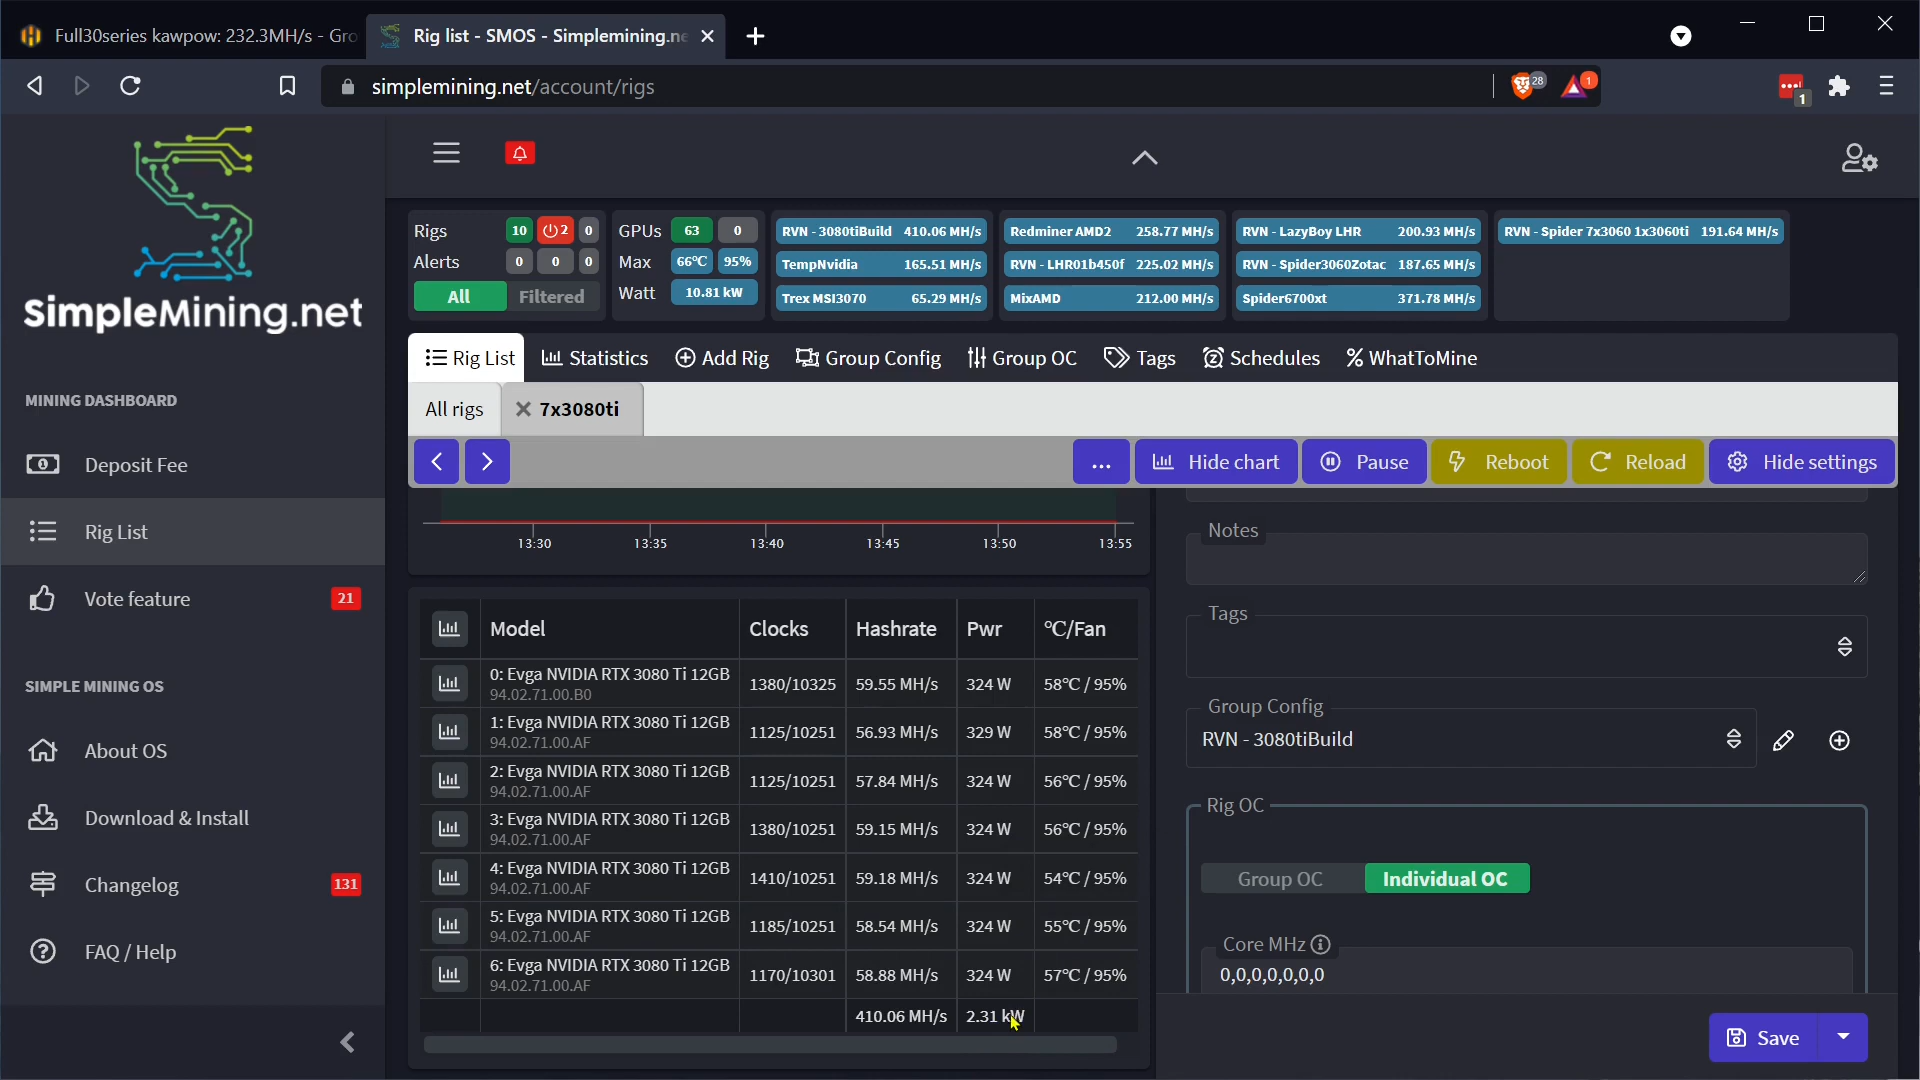 Full30series kawpow: 232.3MH/s - Gro
Rig list - SMOS - Simplemining.ne
simplemining.net/account/rigs
28
1
1
SimpleMining.net
MINING DASHBOARD
Deposit Fee
Rig List
Vote feature 21
SIMPLE MINING OS
About OS
Download & Install
Changelog 131
FAQ / Help
Rigs 10 2 0
Alerts 0 0 0
All Filtered
GPUs 63 0
Max 66°C 95%
Watt 10.81 kW
RVN - 3080tiBuild 410.06 MH/s
TempNvidia 165.51 MH/s
Trex MSI3070 65.29 MH/s
Redminer AMD2 258.77 MH/s
RVN - LHR01b450f 225.02 MH/s
MixAMD 212.00 MH/s
RVN - LazyBoy LHR 200.93 MH/s
RVN - Spider3060Zotac 187.65 MH/s
Spider6700xt 371.78 MH/s
RVN - Spider 7x3060 1x3060ti 191.64 MH/s
Rig List Statistics Add Rig Group Config Group OC Tags Schedules % WhatToMine
All rigs 7x3080ti
... Hide chart Pause Reboot Reload Hide settings
13:30 13:35 13:40 13:45 13:50 13:55
Model Clocks Hashrate Pwr °C/Fan
0: Evga NVIDIA RTX 3080 Ti 12GB 1380/10325 59.55 MH/s 324 W 58°C / 95%
94.02.71.00.B0
1: Evga NVIDIA RTX 3080 Ti 12GB 1125/10251 56.93 MH/s 329 W 58°C / 95%
94.02.71.00.AF
2: Evga NVIDIA RTX 3080 Ti 12GB 1125/10251 57.84 MH/s 324 W 56°C / 95%
94.02.71.00.AF
3: Evga NVIDIA RTX 3080 Ti 12GB 1380/10251 59.15 MH/s 324 W 56°C / 95%
94.02.71.00.AF
4: Evga NVIDIA RTX 3080 Ti 12GB 1410/10251 59.18 MH/s 324 W 54°C / 95%
94.02.71.00.AF
5: Evga NVIDIA RTX 3080 Ti 12GB 1185/10251 58.54 MH/s 324 W 55°C / 95%
94.02.71.00.AF
6: Evga NVIDIA RTX 3080 Ti 12GB 1170/10301 58.88 MH/s 324 W 57°C / 95%
94.02.71.00.AF
410.06 MH/s 2.31 kW
Notes
Tags
Group Config
RVN - 3080tiBuild
Rig OC
Group OC Individual OC
Core MHz
0,0,0,0,0,0,0
Save